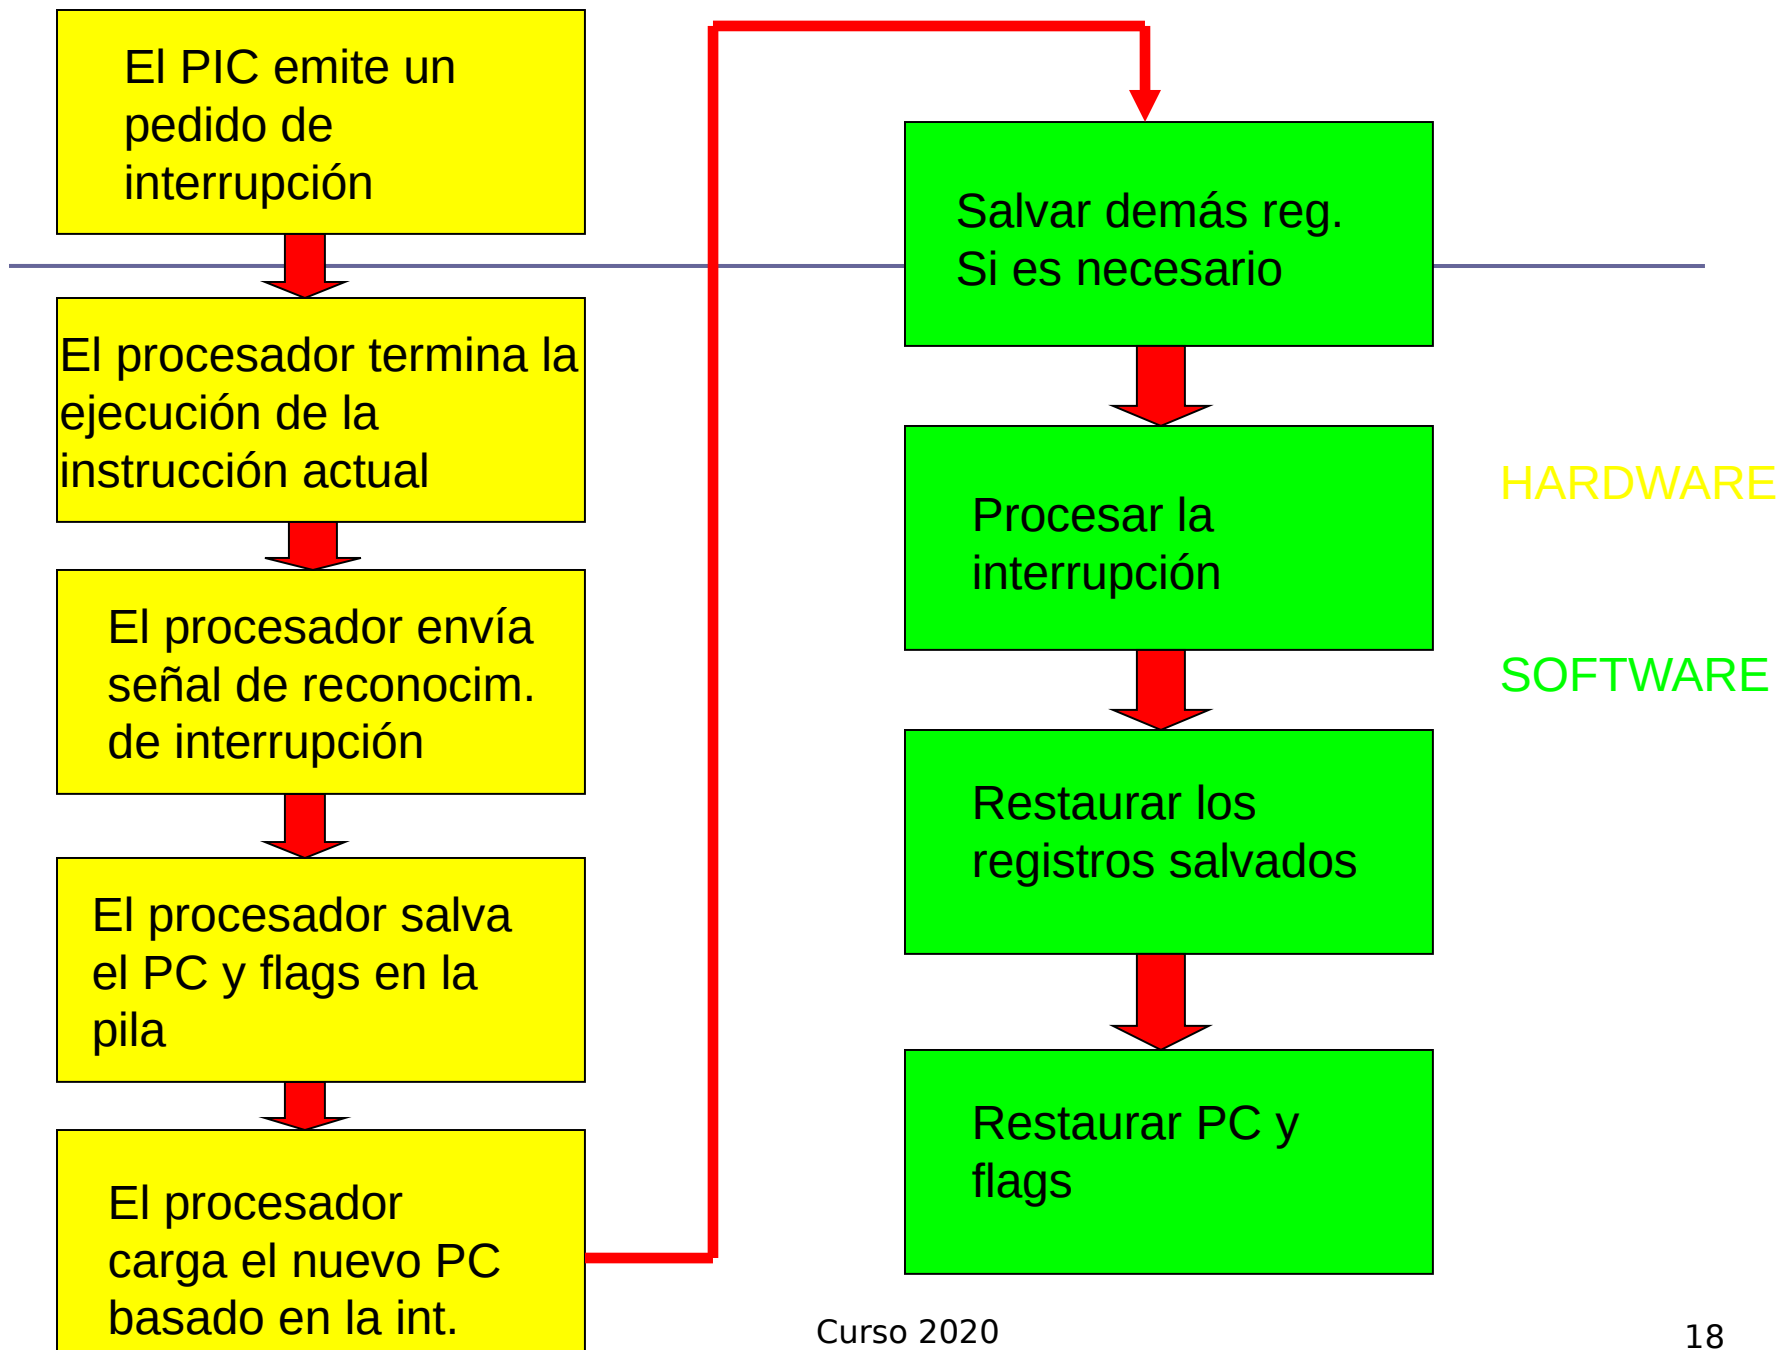 El PIC emite un
pedido de
interrupción
El procesador termina la
ejecución de la
instrucción actual
El procesador envía
señal de reconocim.
de interrupción
El procesador salva
el PC y flags en la
pila
El procesador
carga el nuevo PC
basado en la int.
Salvar demás reg.
Si es necesario
Procesar la
interrupción
Restaurar los
registros salvados
Restaurar PC y
flags
HARDWARE
SOFTWARE
Curso 2020
18